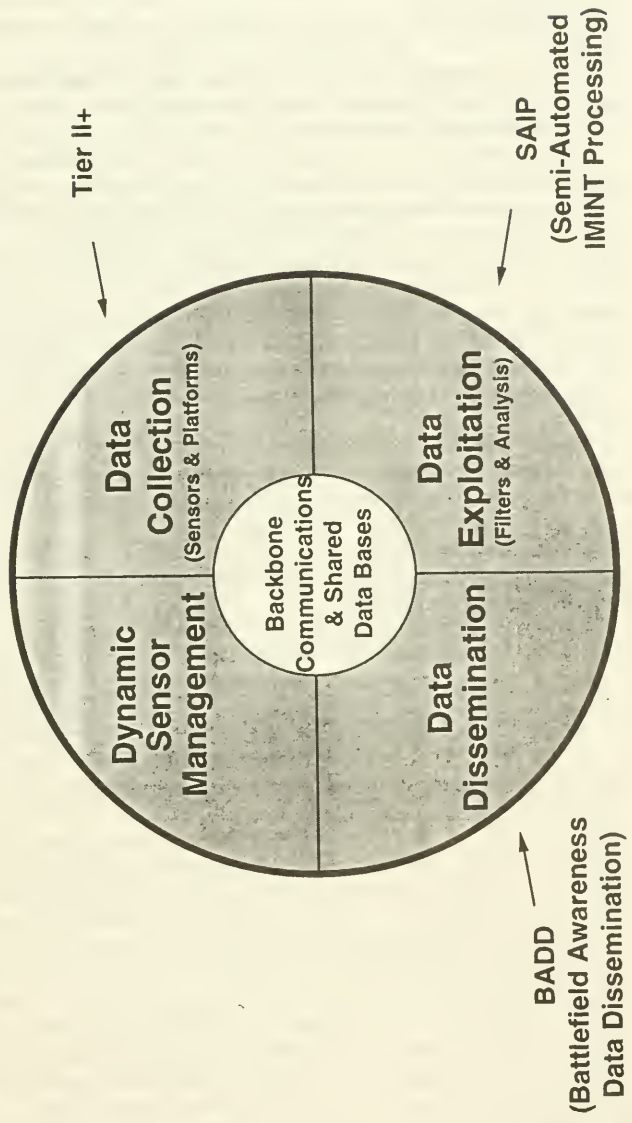 Tier II+
Dynamic
Sensor
Management
Data
Collection
(Sensors & Platforms)
Backbone
Communications
& Shared
Data Bases
Data
Dissemination
Data
Exploitation
(Filters & Analysis)
BADD
(Battlefield Awareness
Data Dissemination)
SAIP
(Semi-Automated
IMINT Processing)